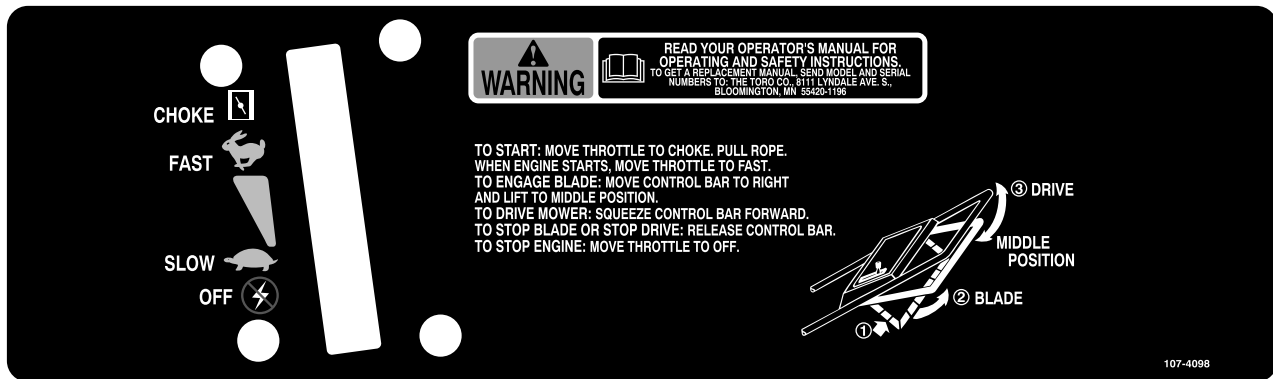 WARNING
READ YOUR OPERATOR'S MANUAL FOR
OPERATING AND SAFETY INSTRUCTIONS.
TO GET A REPLACEMENT MANUAL, SEND MODEL AND SERIAL
NUMBERS TO: THE TORO CO., 8111 LYNDALE AVE. S.,
BLOOMINGTON, MN 55420-1196
CHOKE
FAST
SLOW
OFF
TO START: MOVE THROTTLE TO CHOKE. PULL ROPE.
WHEN ENGINE STARTS, MOVE THROTTLE TO FAST.
TO ENGAGE BLADE: MOVE CONTROL BAR TO RIGHT
AND LIFT TO MIDDLE POSITION.
TO DRIVE MOWER: SQUEEZE CONTROL BAR FORWARD.
TO STOP BLADE OR STOP DRIVE: RELEASE CONTROL BAR.
TO STOP ENGINE: MOVE THROTTLE TO OFF.
③ DRIVE
MIDDLE
POSITION
② BLADE
①
107-4098